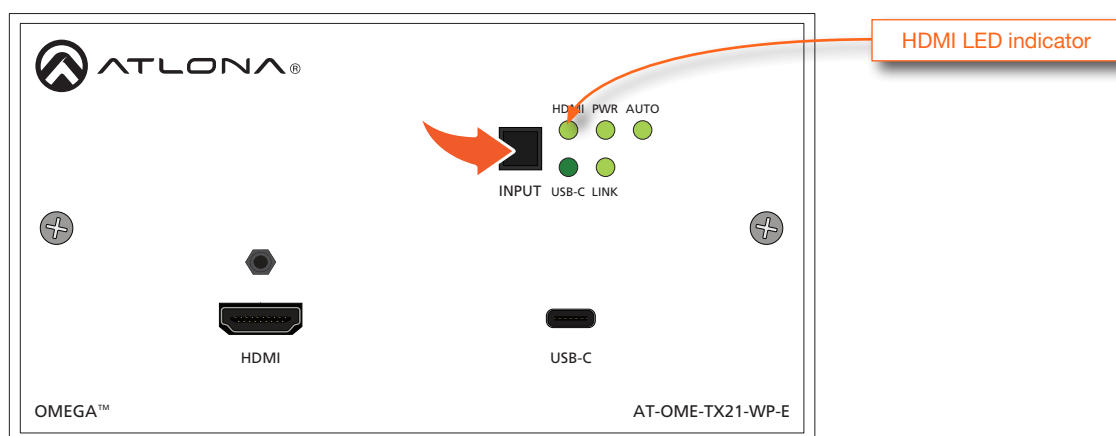 HDMI LED indicator
ATLONA®
HDMI PWR AUTO
INPUT USB-C LINK
HDMI USB-C
OMEGA™ AT-OME-TX21-WP-E